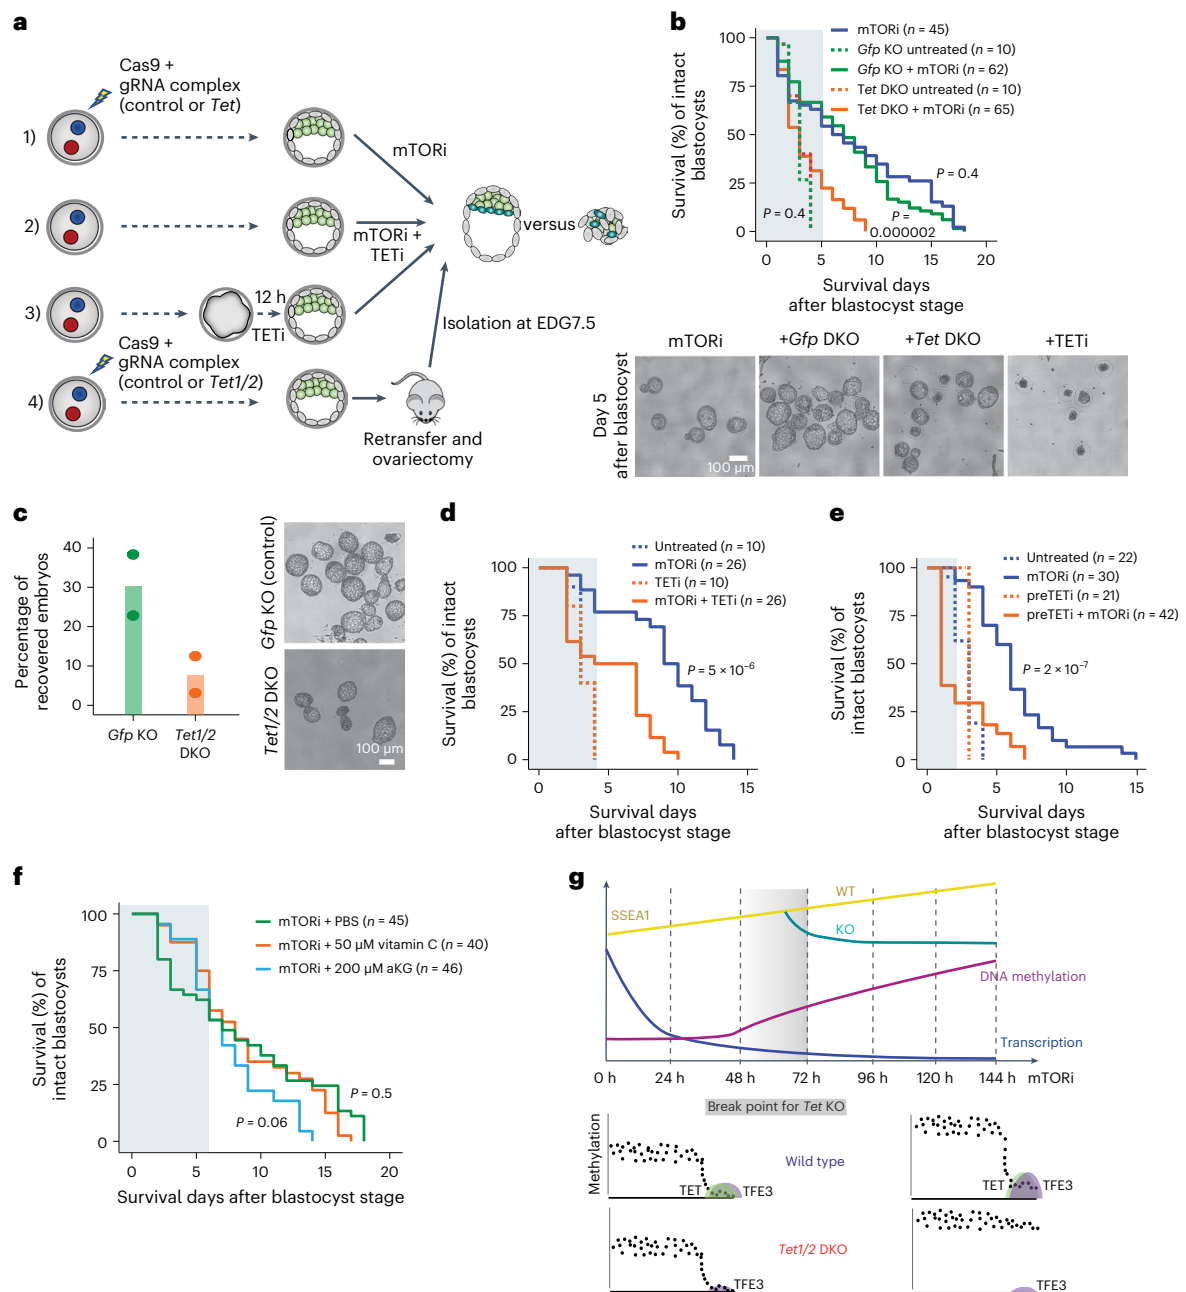 a
Cas9 +
gRNA complex
(control or Tet)
1)
mTORi
2)
mTORi +
TETi
versus
3)
12 h
TETi
Isolation at EDG7.5
Cas9 +
gRNA complex
(control or Tet1/2)
4)
Retransfer and
ovariectomy
b
Survival (%) of intact
blastocysts
100
75
50
25
0
mTORi (n = 45)
Gfp KO untreated (n = 10)
Gfp KO + mTORi (n = 62)
Tet DKO untreated (n = 10)
Tet DKO + mTORi (n = 65)
P = 0.4
P = 0.4
P =
0.000002
0 5 10 15 20
Survival days
after blastocyst stage
mTORi
+Gfp DKO
+Tet DKO
+TETi
Day 5
after blastocyst
100 µm
c
Percentage of
recovered embryos
40
30
20
10
0
Gfp KO
Tet1/2
DKO
Gfp KO (control)
Tet1/2 DKO
100 µm
d
Survival (%) of intact
blastocysts
100
75
50
25
0
Untreated (n = 10)
mTORi (n = 26)
TETi (n = 10)
mTORi + TETi (n = 26)
P = 5 × 10⁻⁶
0 5 10 15
Survival days
after blastocyst stage
e
Survival (%) of
intact blastocysts
100
75
50
25
0
Untreated (n = 22)
mTORi (n = 30)
preTETi (n = 21)
preTETi + mTORi (n = 42)
P = 2 × 10⁻⁷
0 5 10 15
Survival days
after blastocyst stage
f
Survival (%) of
intact blastocysts
100
75
50
25
0
mTORi + PBS (n = 45)
mTORi + 50 µM vitamin C (n = 40)
mTORi + 200 µM aKG (n = 46)
P = 0.5
P = 0.06
0 5 10 15 20
Survival days after blastocyst stage
g
SSEA1
WT
KO
DNA methylation
Transcription
0 h 24 h 48 h 72 h 96 h 120 h 144 h mTORi
Break point for Tet KO
Methylation
Wild type
TET
TFE3
TET
TFE3
Tet1/2 DKO
TFE3
TFE3